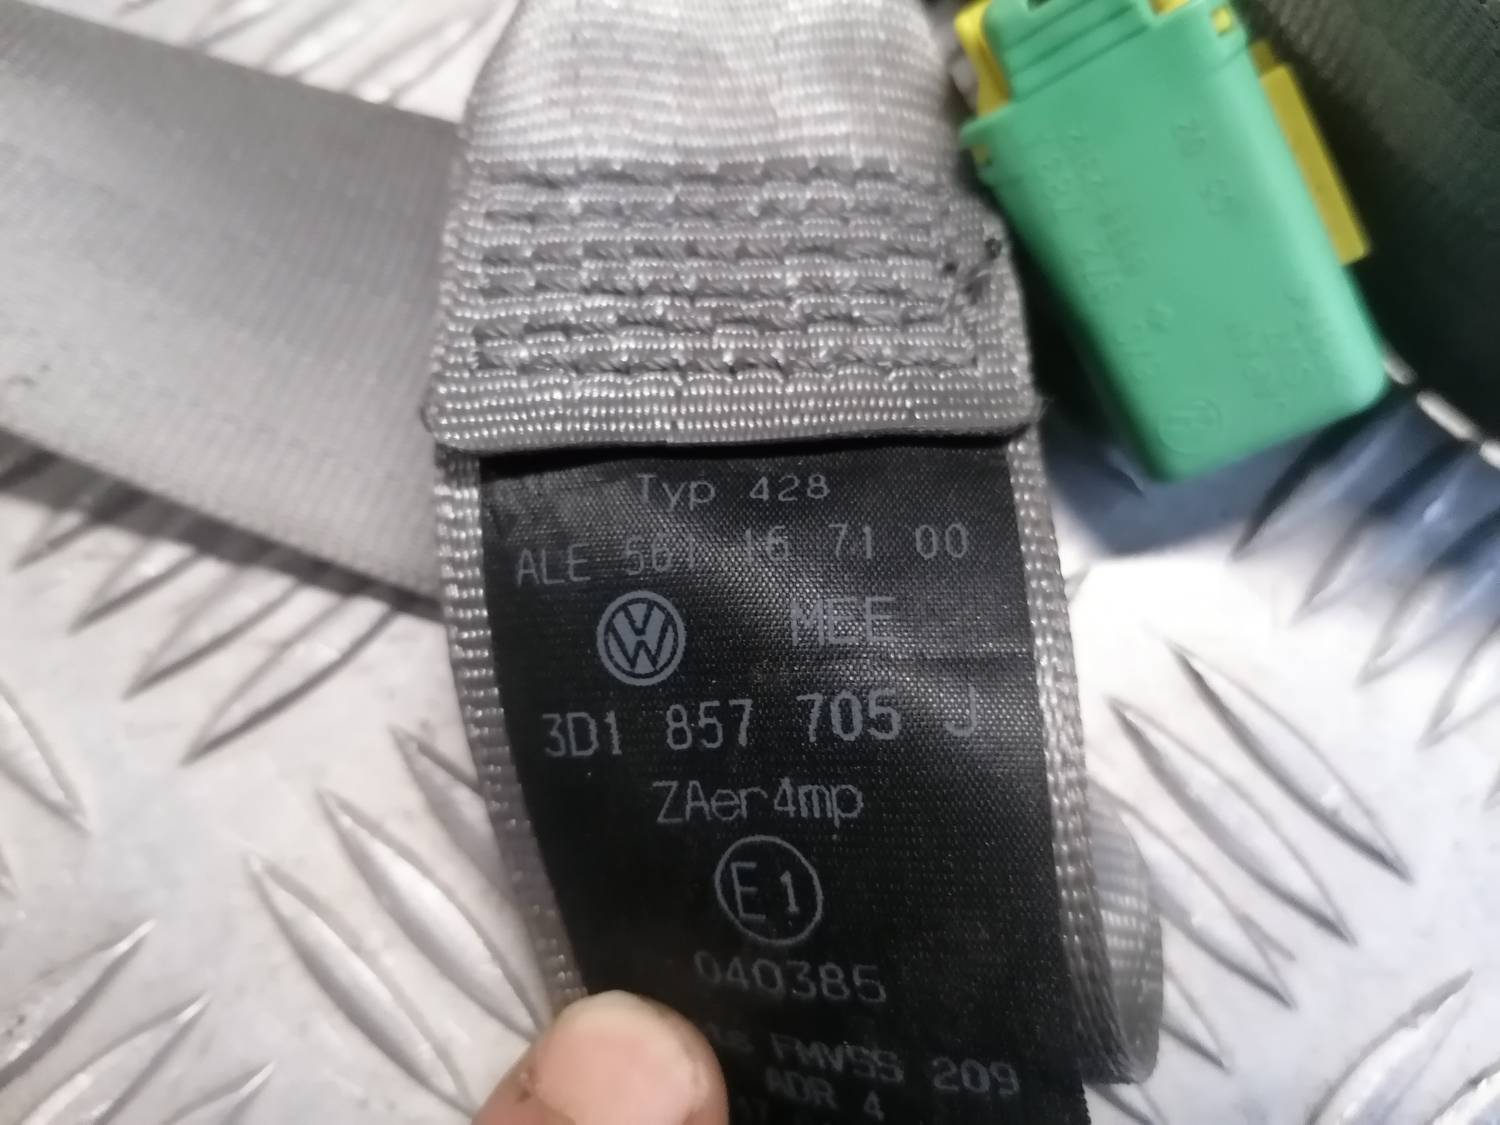 Typ 428
ALE 561 16 71 00
MEE
3D1 857 705 J
ZAer4mp
E1
040385
FMVSS 209
ADR 4